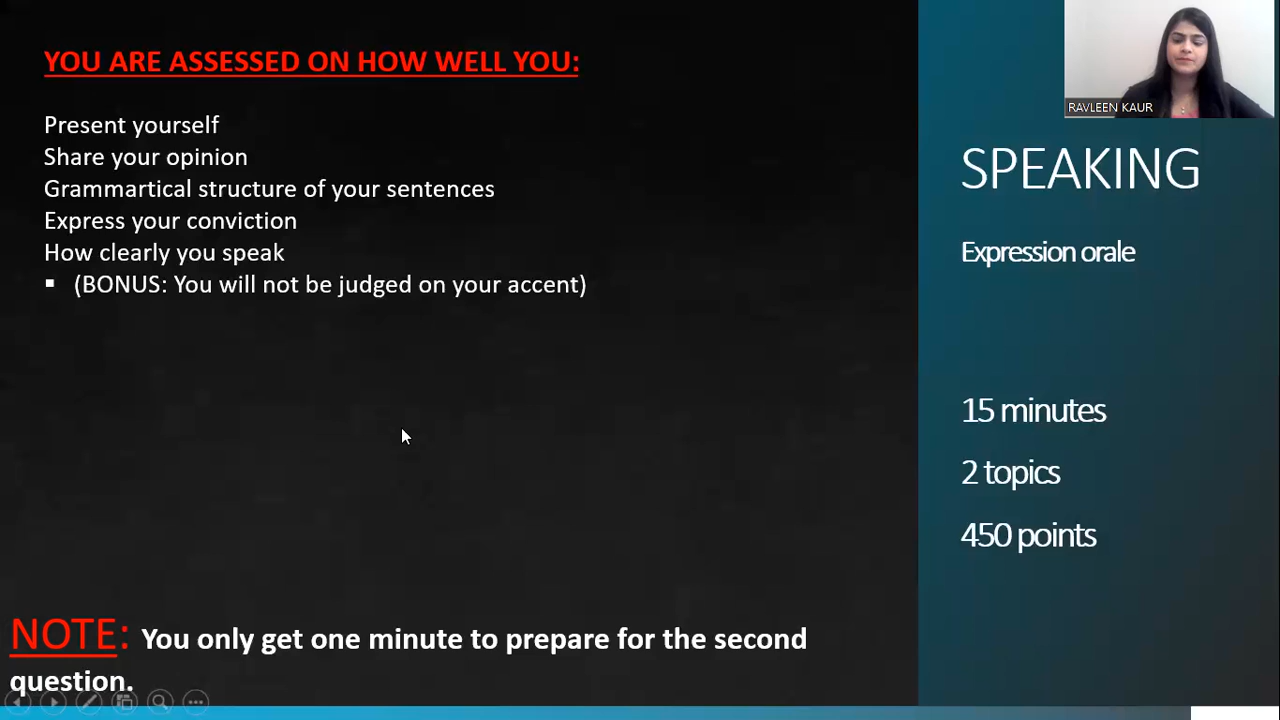 YOU ARE ASSESSED ON HOW WELL YOU:
Present yourself
Share your opinion
Grammartical structure of your sentences
Express your conviction
How clearly you speak
▪ (BONUS: You will not be judged on your accent)
NOTE: You only get one minute to prepare for the second
question.
RAVLEEN KAUR
SPEAKING
Expression orale
15 minutes
2 topics
450 points